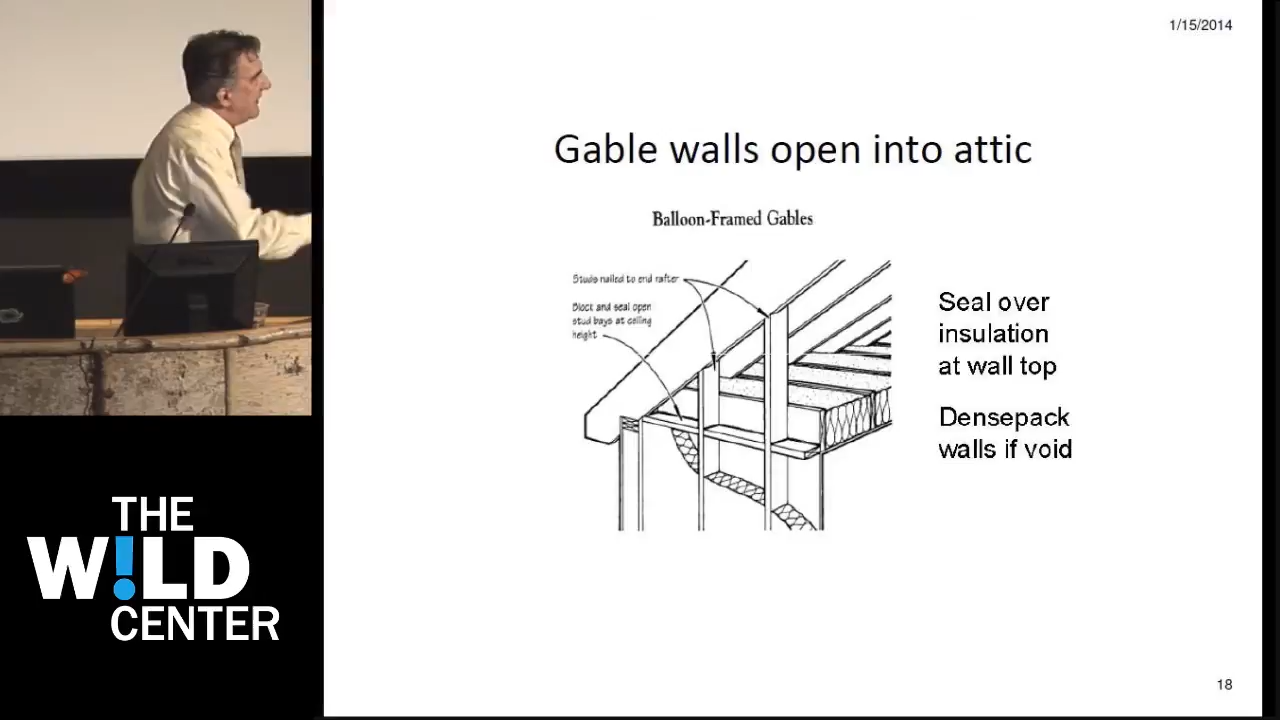 1/15/2014
Gable walls open into attic
Balloon-Framed Gables
Studs nailed to end rafter
Block and seal open
stud bays at ceiling
height
Seal over
insulation
at wall top
Densepack
walls if void
THE
W!LD
CENTER
18